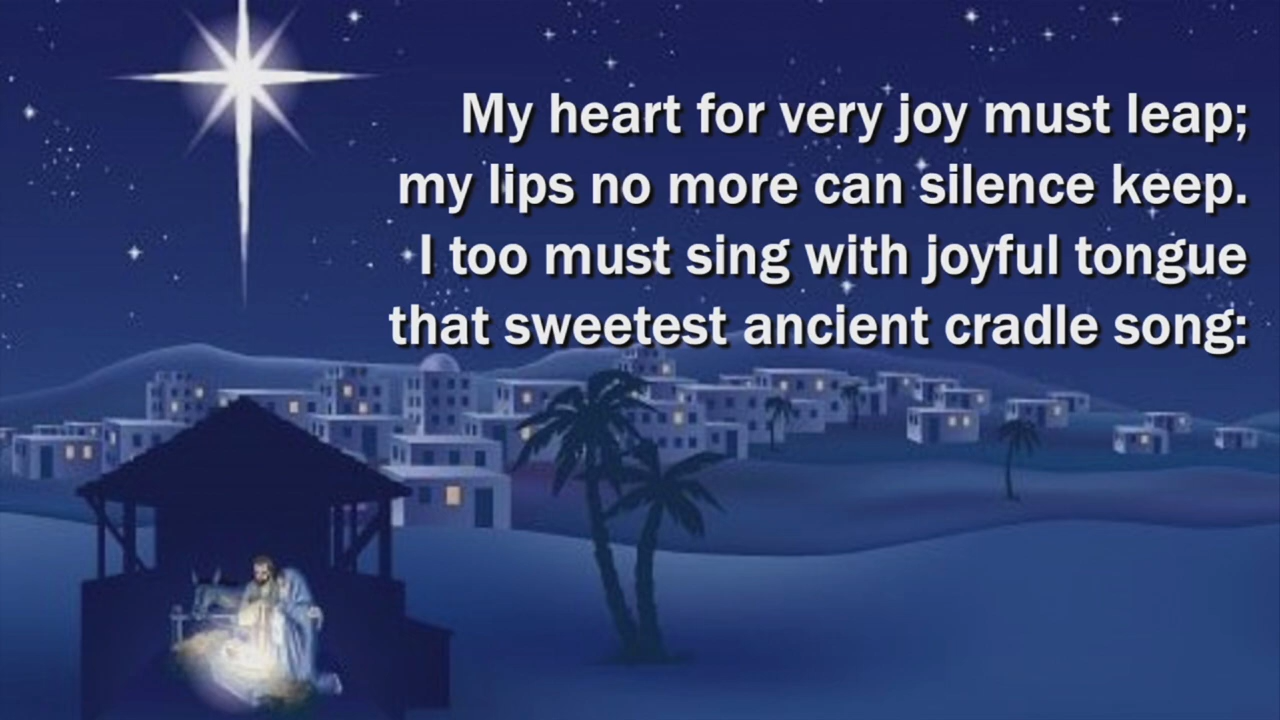 My heart for very joy must leap;
my lips no more can silence keep.
I too must sing with joyful tongue
that sweetest ancient cradle song: